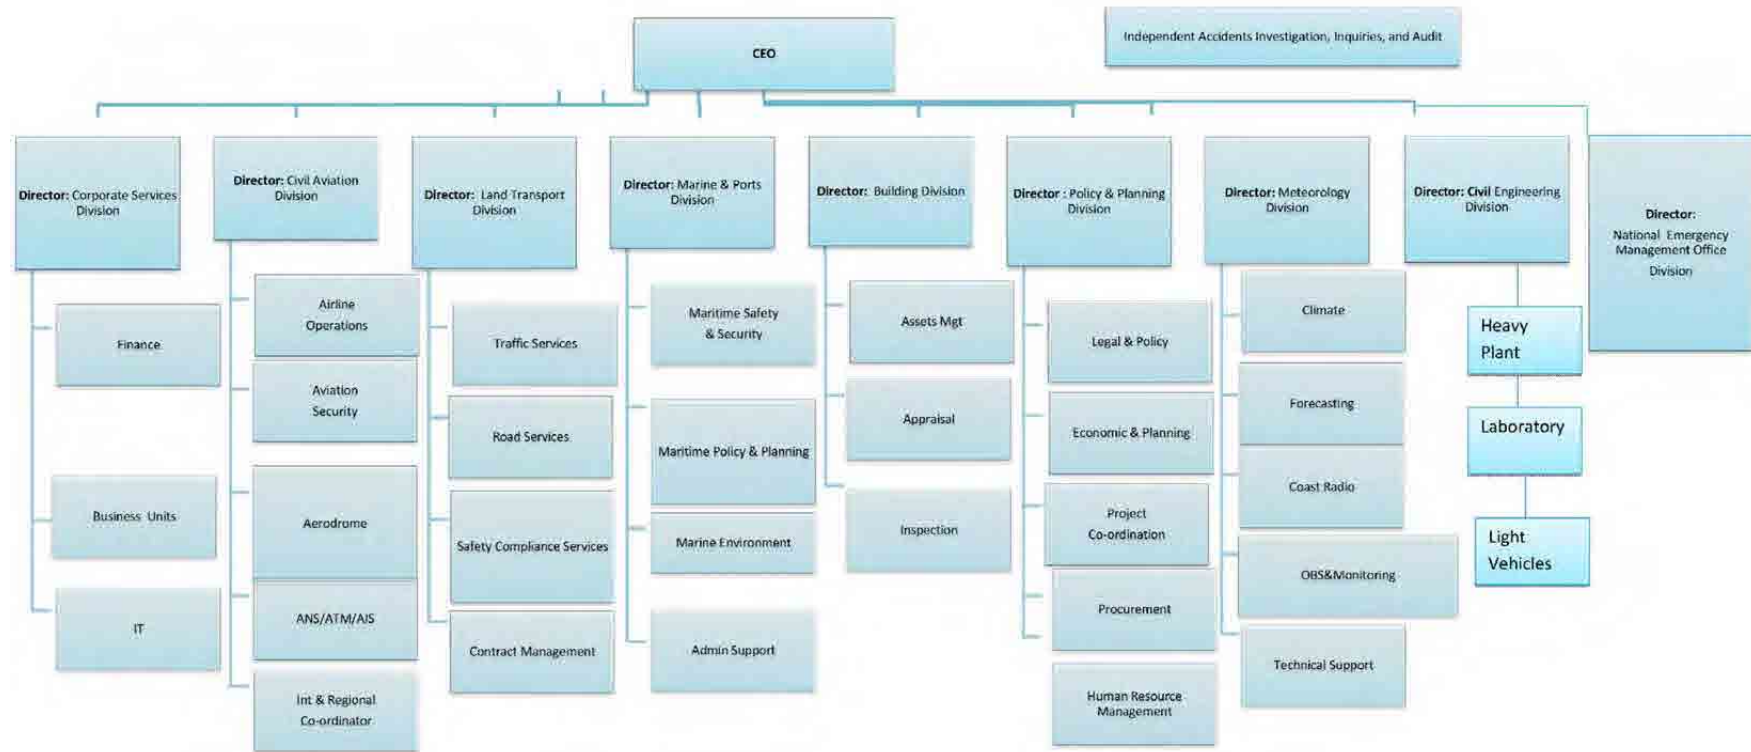 CEO
Independent Accidents Investigation, Inquiries, and Audit
Director: Corporate Services
Division
Finance
Business Units
IT
Director: Civil Aviation
Division
Airline
Operations
Aviation
Security
Aerodrome
ANS/ATM/AIS
Int & Regional
Co-ordinator
Director: Land Transport
Division
Traffic Services
Road Services
Safety Compliance Services
Contract Management
Director: Marine & Ports
Division
Maritime Safety
& Security
Maritime Policy & Planning
Marine Environment
Admin Support
Director: Building Division
Assets Mgt
Appraisal
Inspection
Director : Policy & Planning
Division
Legal & Policy
Economic & Planning
Project
Co-ordination
Procurement
Human Resource
Management
Director: Meteorology
Division
Climate
Forecasting
Coast Radio
OBS&Monitoring
Technical Support
Director: Civil Engineering
Division
Heavy
Plant
Laboratory
Light
Vehicles
Director:
National Emergency
Management Office
Division